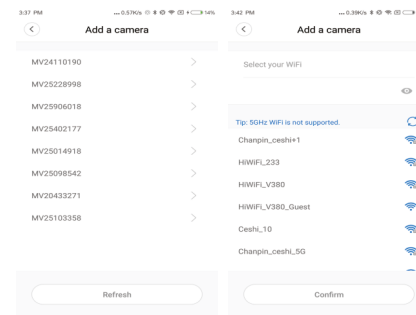 3:37 PM
... 0.57K/s 14%
Add a camera
MV24110190
MV25228998
MV25906018
MV25402177
MV25014918
MV25098542
MV20433271
MV25103358
Refresh
3:42 PM
... 0.39K/s
Add a camera
Select your WiFi
Tip: 5GHz WiFi is not supported.
Chanpin_ceshi+1
HiWiFi_233
HiWiFi_V380
HiWiFi_V380_Guest
Ceshi_10
Chanpin_ceshi_5G
Confirm